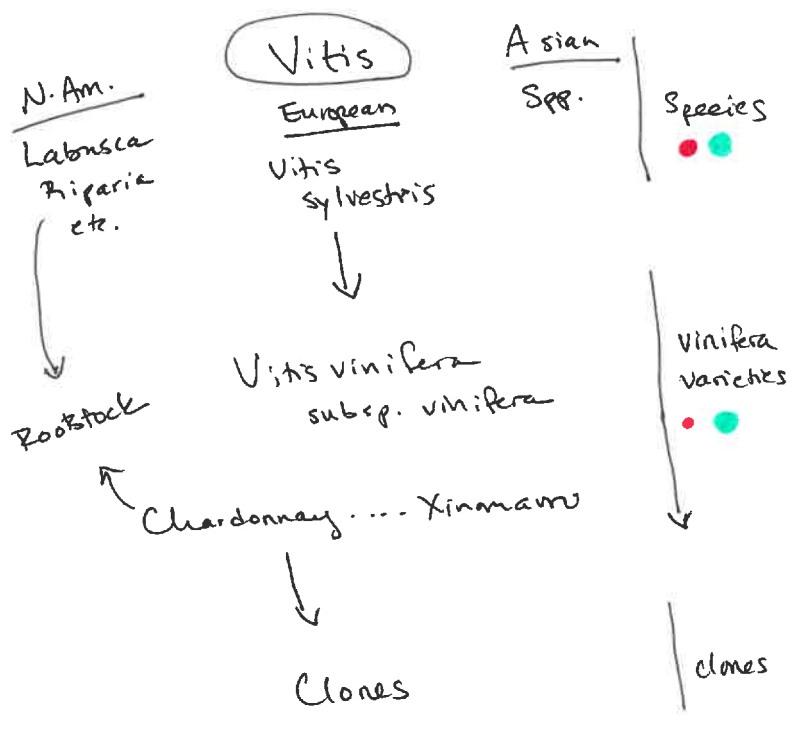 Vitis
N. Am.
Labrusca
Riparia
etc.
European
Vitis
sylvestris
Asian
Spp.
Species
Vitis vinifera
subsp. vinifera
vinifera
varieties
Rootstock
Chardonnay .... Xinomavro
Clones
clones